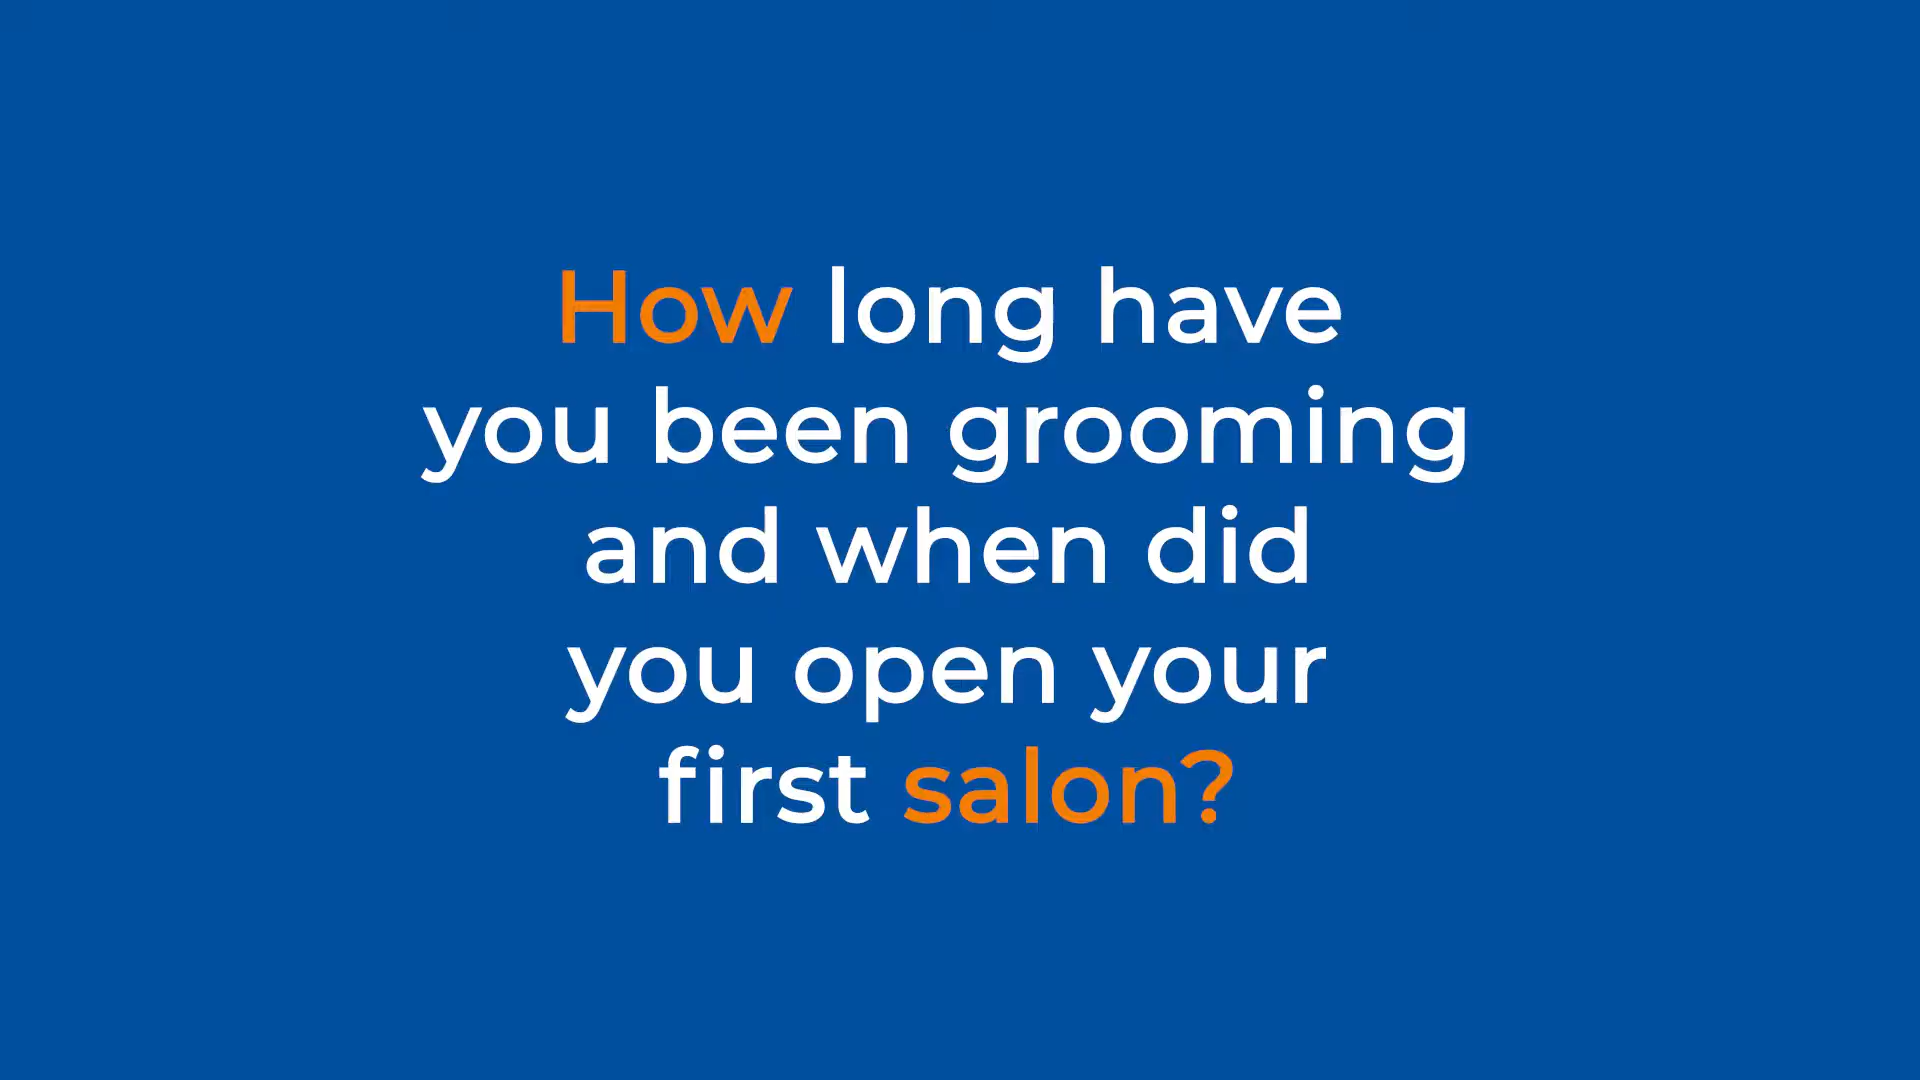 How long have
you been grooming
and when did
you open your
first salon?